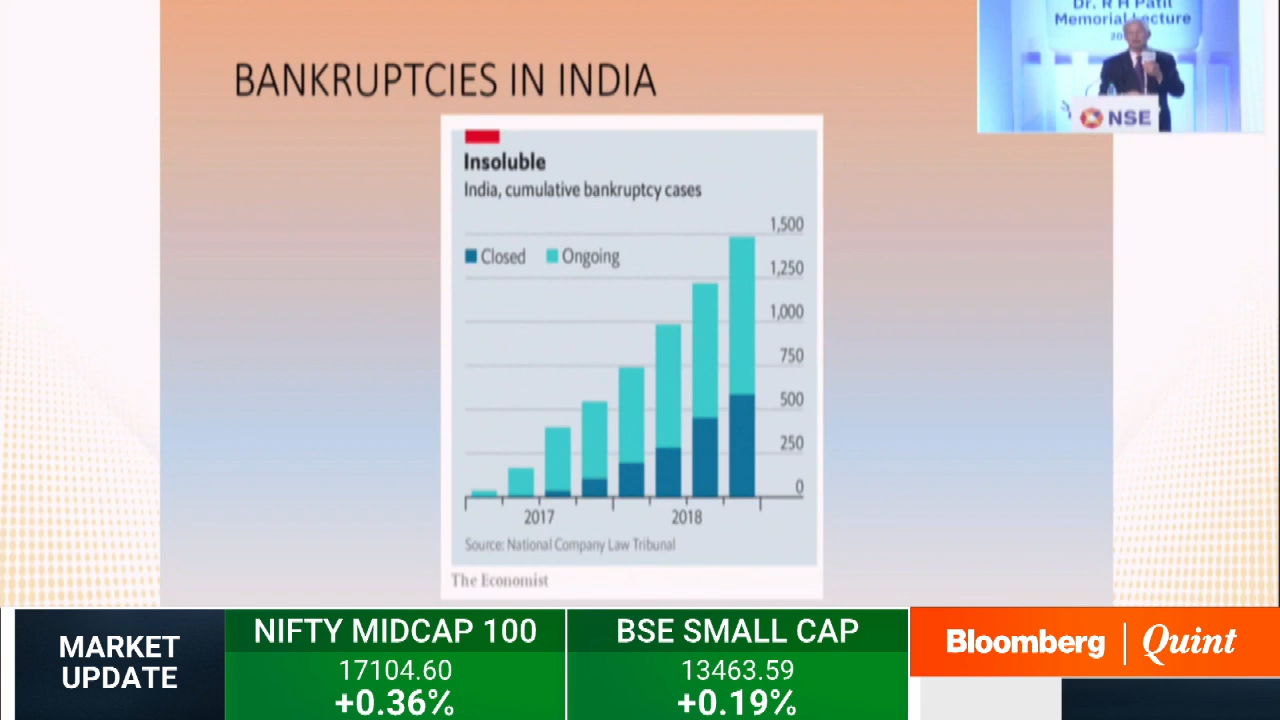 Dr. R H Patil
Memorial Lecture
NSE
BANKRUPTCIES IN INDIA
Insoluble
India, cumulative bankruptcy cases
Closed
Ongoing
1,500
1,250
1,000
750
500
250
0
2017
2018
Source: National Company Law Tribunal
The Economist
MARKET
UPDATE
NIFTY MIDCAP 100
17104.60
+0.36%
BSE SMALL CAP
13463.59
+0.19%
Bloomberg | Quint